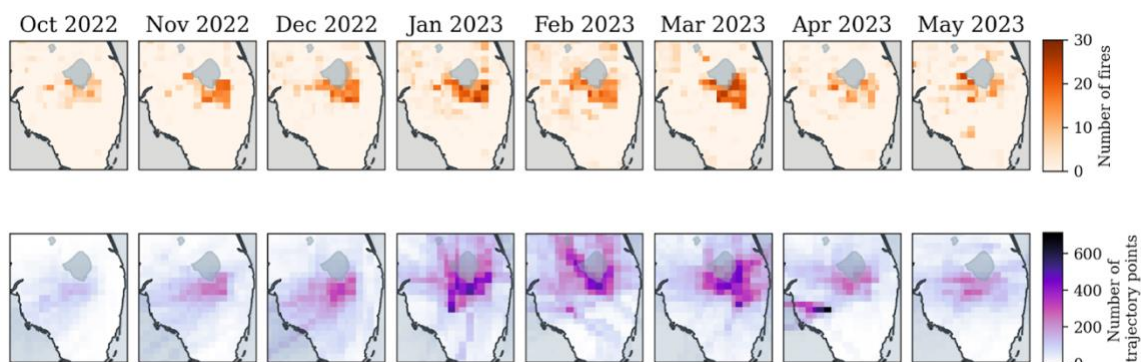 Oct 2022 Nov 2022 Dec 2022 Jan 2023 Feb 2023 Mar 2023 Apr 2023 May 2023
30
20
10
0
Number of fires
600
400
200
0
Number of
trajectory points